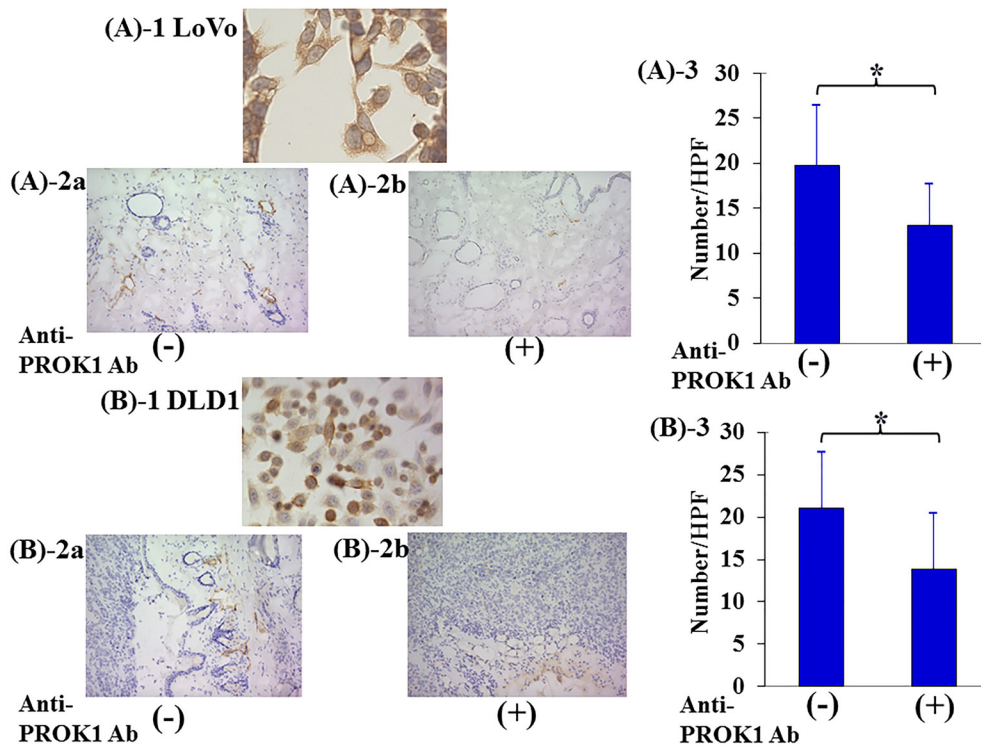 (A)-1 LoVo
(A)-2a
(A)-2b
Anti-
PROK1 Ab
(-)
(+)
(A)-3
*
Number/HPF
30
25
20
15
10
5
0
Anti-
PROK1 Ab
(-)
(+)
(B)-1 DLD1
(B)-2a
(B)-2b
Anti-
PROK1 Ab
(-)
(+)
(B)-3
*
Number/HPF
30
25
20
15
10
5
0
Anti-
PROK1 Ab
(-)
(+)